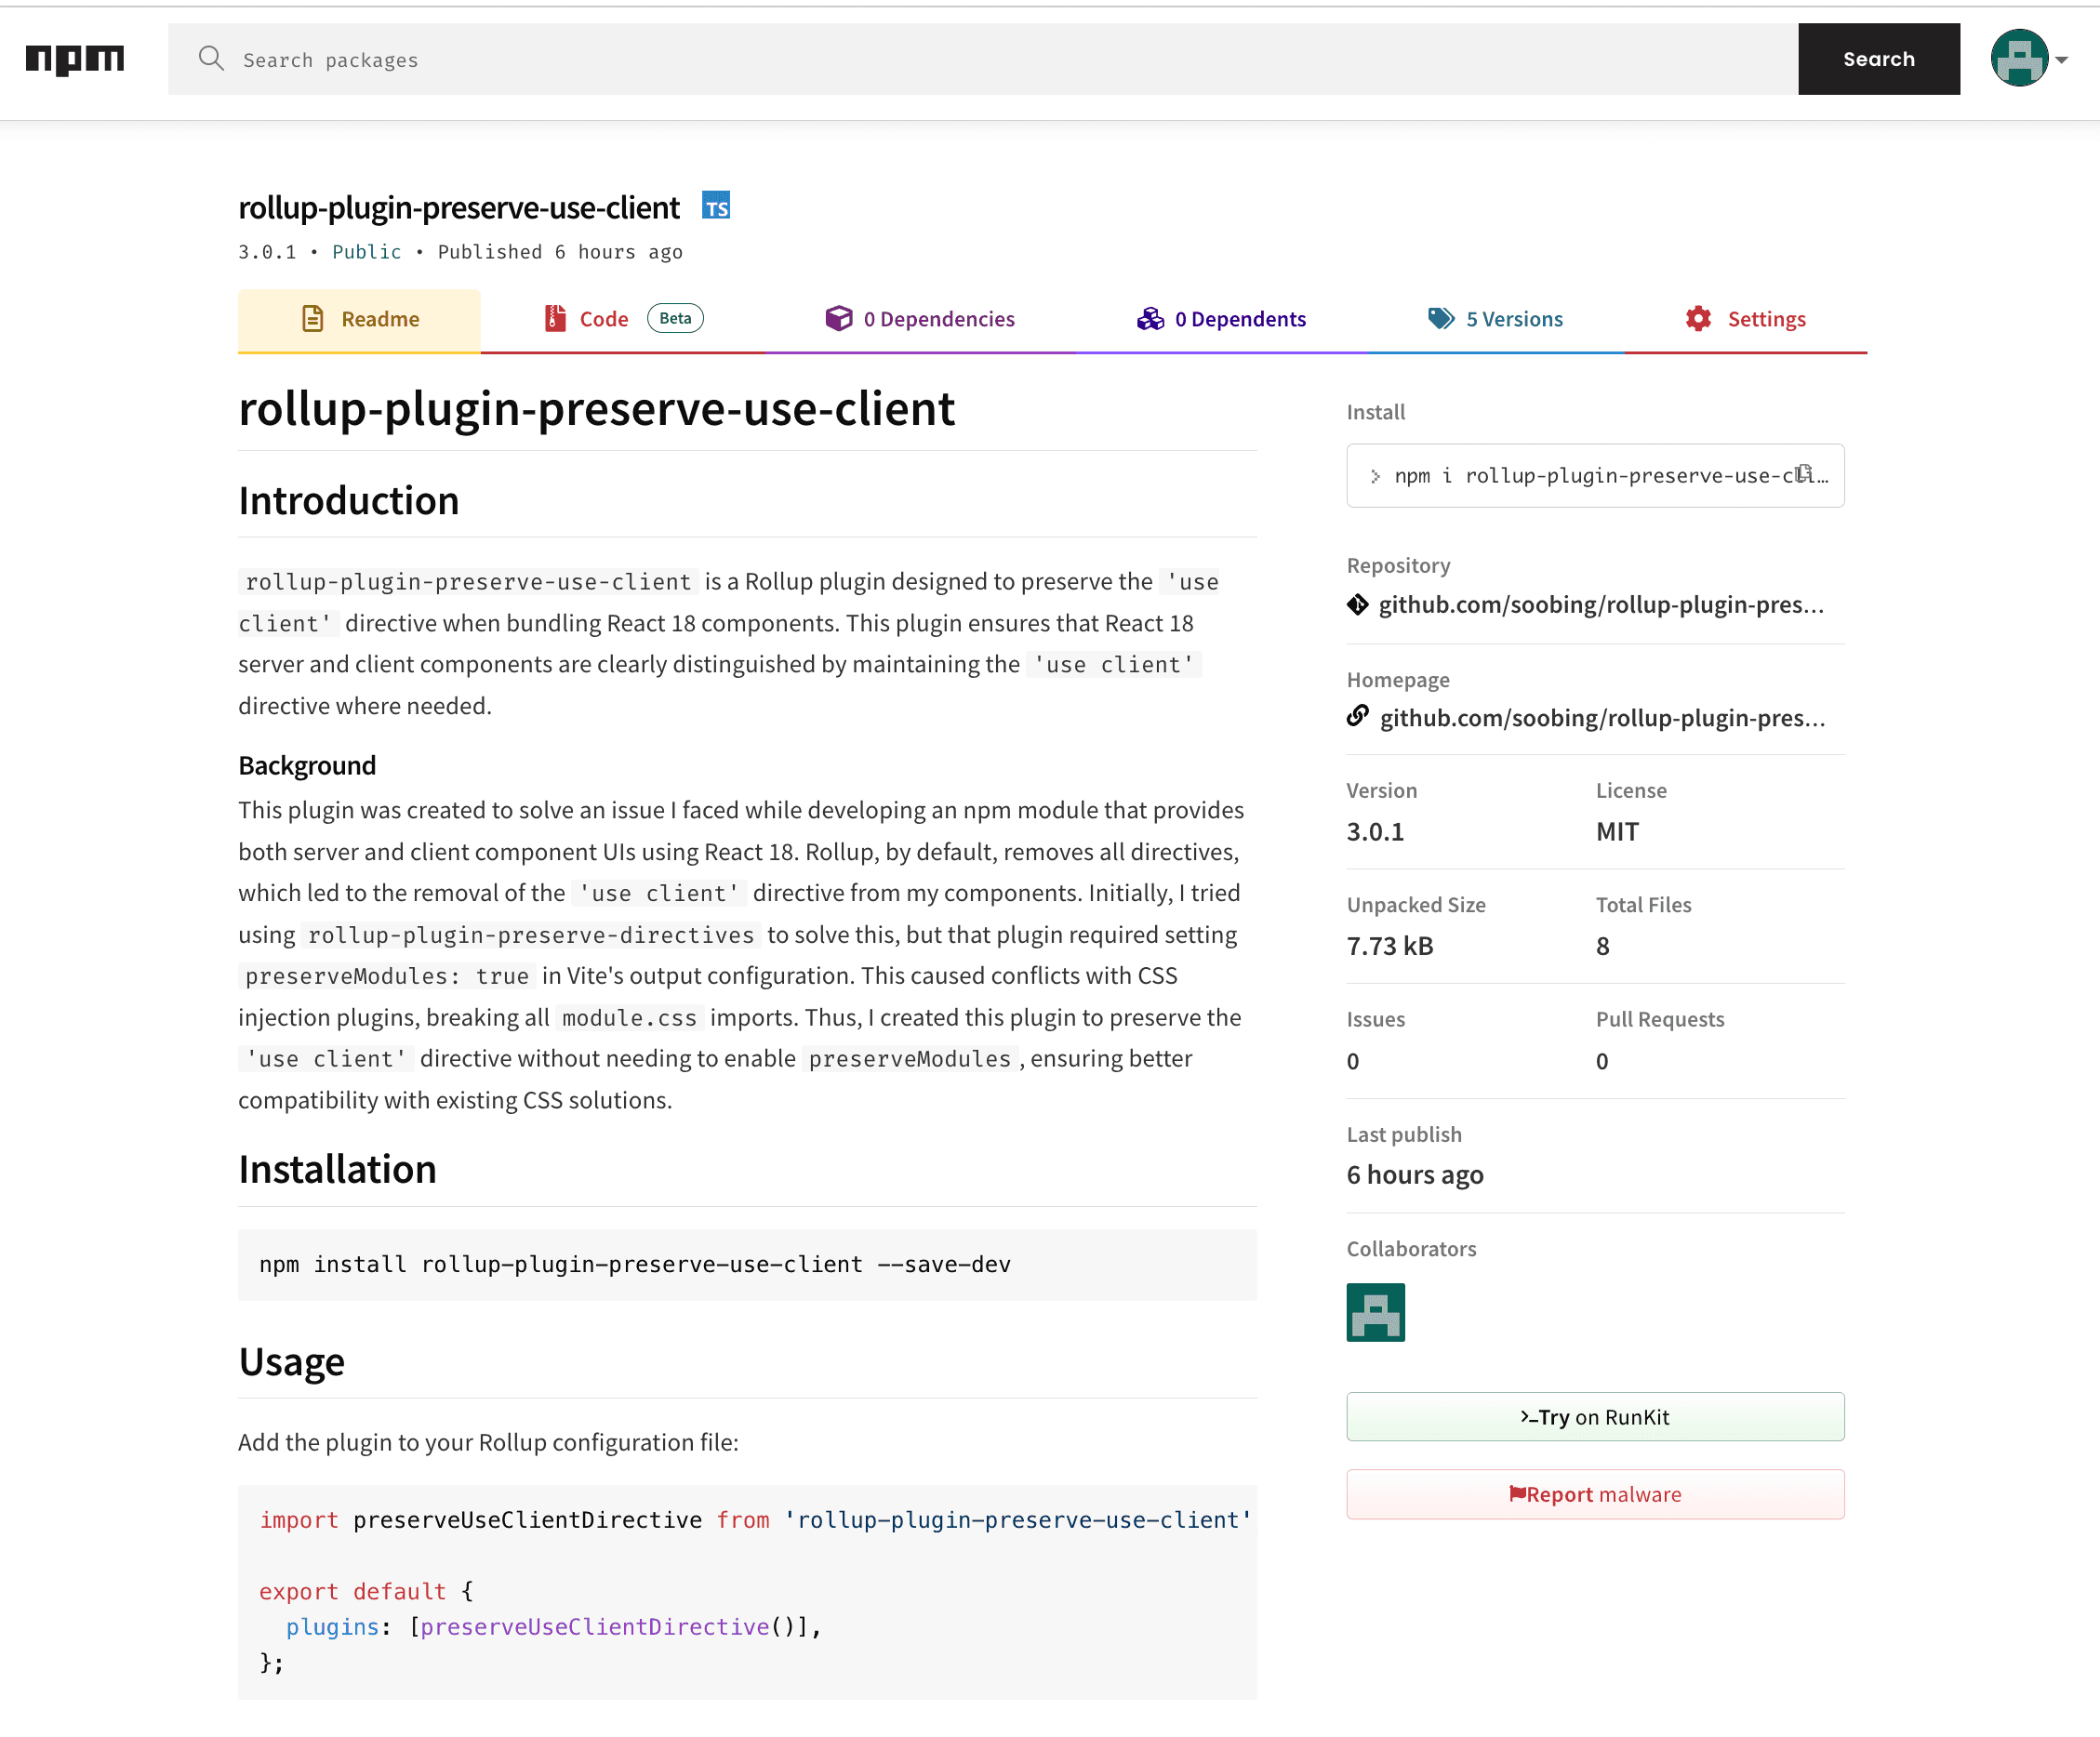 npm
Search packages
Search
rollup-plugin-preserve-use-client TS
3.0.1 • Public • Published 6 hours ago
Readme
Code Beta
0 Dependencies
0 Dependents
5 Versions
Settings
rollup-plugin-preserve-use-client
Introduction
rollup-plugin-preserve-use-client is a Rollup plugin designed to preserve the 'use
client' directive when bundling React 18 components. This plugin ensures that React 18
server and client components are clearly distinguished by maintaining the 'use client'
directive where needed.
Background
This plugin was created to solve an issue I faced while developing an npm module that provides
both server and client component UIs using React 18. Rollup, by default, removes all directives,
which led to the removal of the 'use client' directive from my components. Initially, I tried
using rollup-plugin-preserve-directives to solve this, but that plugin required setting
preserveModules: true in Vite's output configuration. This caused conflicts with CSS
injection plugins, breaking all module.css imports. Thus, I created this plugin to preserve the
'use client' directive without needing to enable preserveModules, ensuring better
compatibility with existing CSS solutions.
Installation
npm install rollup-plugin-preserve-use-client --save-dev
Usage
Add the plugin to your Rollup configuration file:
import preserveUseClientDirective from 'rollup-plugin-preserve-use-client'
export default {
  plugins: [preserveUseClientDirective()],
};
Install
> npm i rollup-plugin-preserve-use-cli…
Repository
github.com/soobing/rollup-plugin-pres…
Homepage
github.com/soobing/rollup-plugin-pres…
Version
3.0.1
License
MIT
Unpacked Size
7.73 kB
Total Files
8
Issues
0
Pull Requests
0
Last publish
6 hours ago
Collaborators
Try on RunKit
Report malware